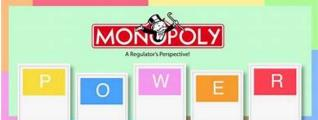 MONOPOLY
A Regulator's Perspective!
P O W E R